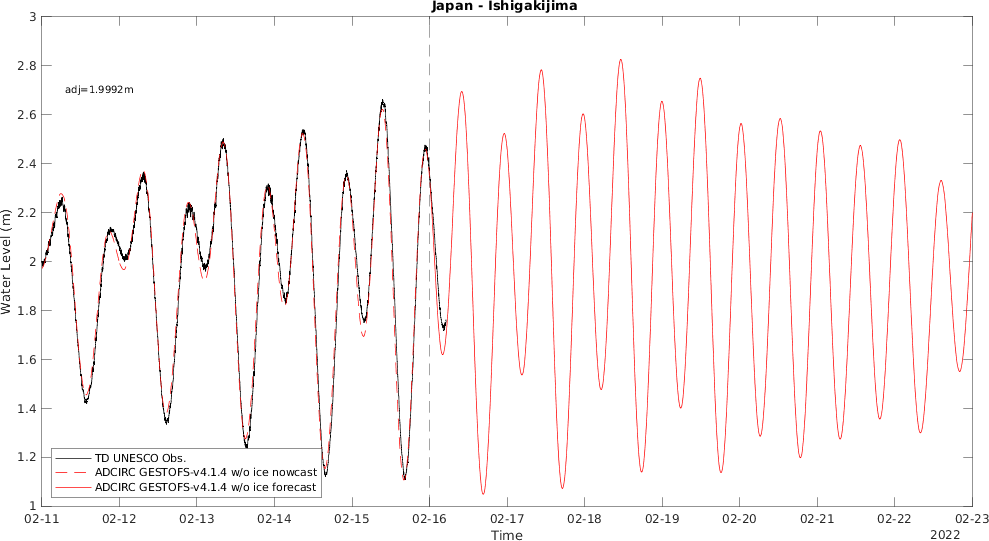 Japan - Ishigakijima
3
2.8
2.6
2.4
2.2
2
1.8
1.6
1.4
1.2
1
Water Level (m)
adj=1.9992m
TD UNESCO Obs.
ADCIRC GESTOFS-v4.1.4 w/o ice nowcast
ADCIRC GESTOFS-v4.1.4 w/o ice forecast
02-11 02-12 02-13 02-14 02-15 02-16 02-17 02-18 02-19 02-20 02-21 02-22 02-23
Time
2022